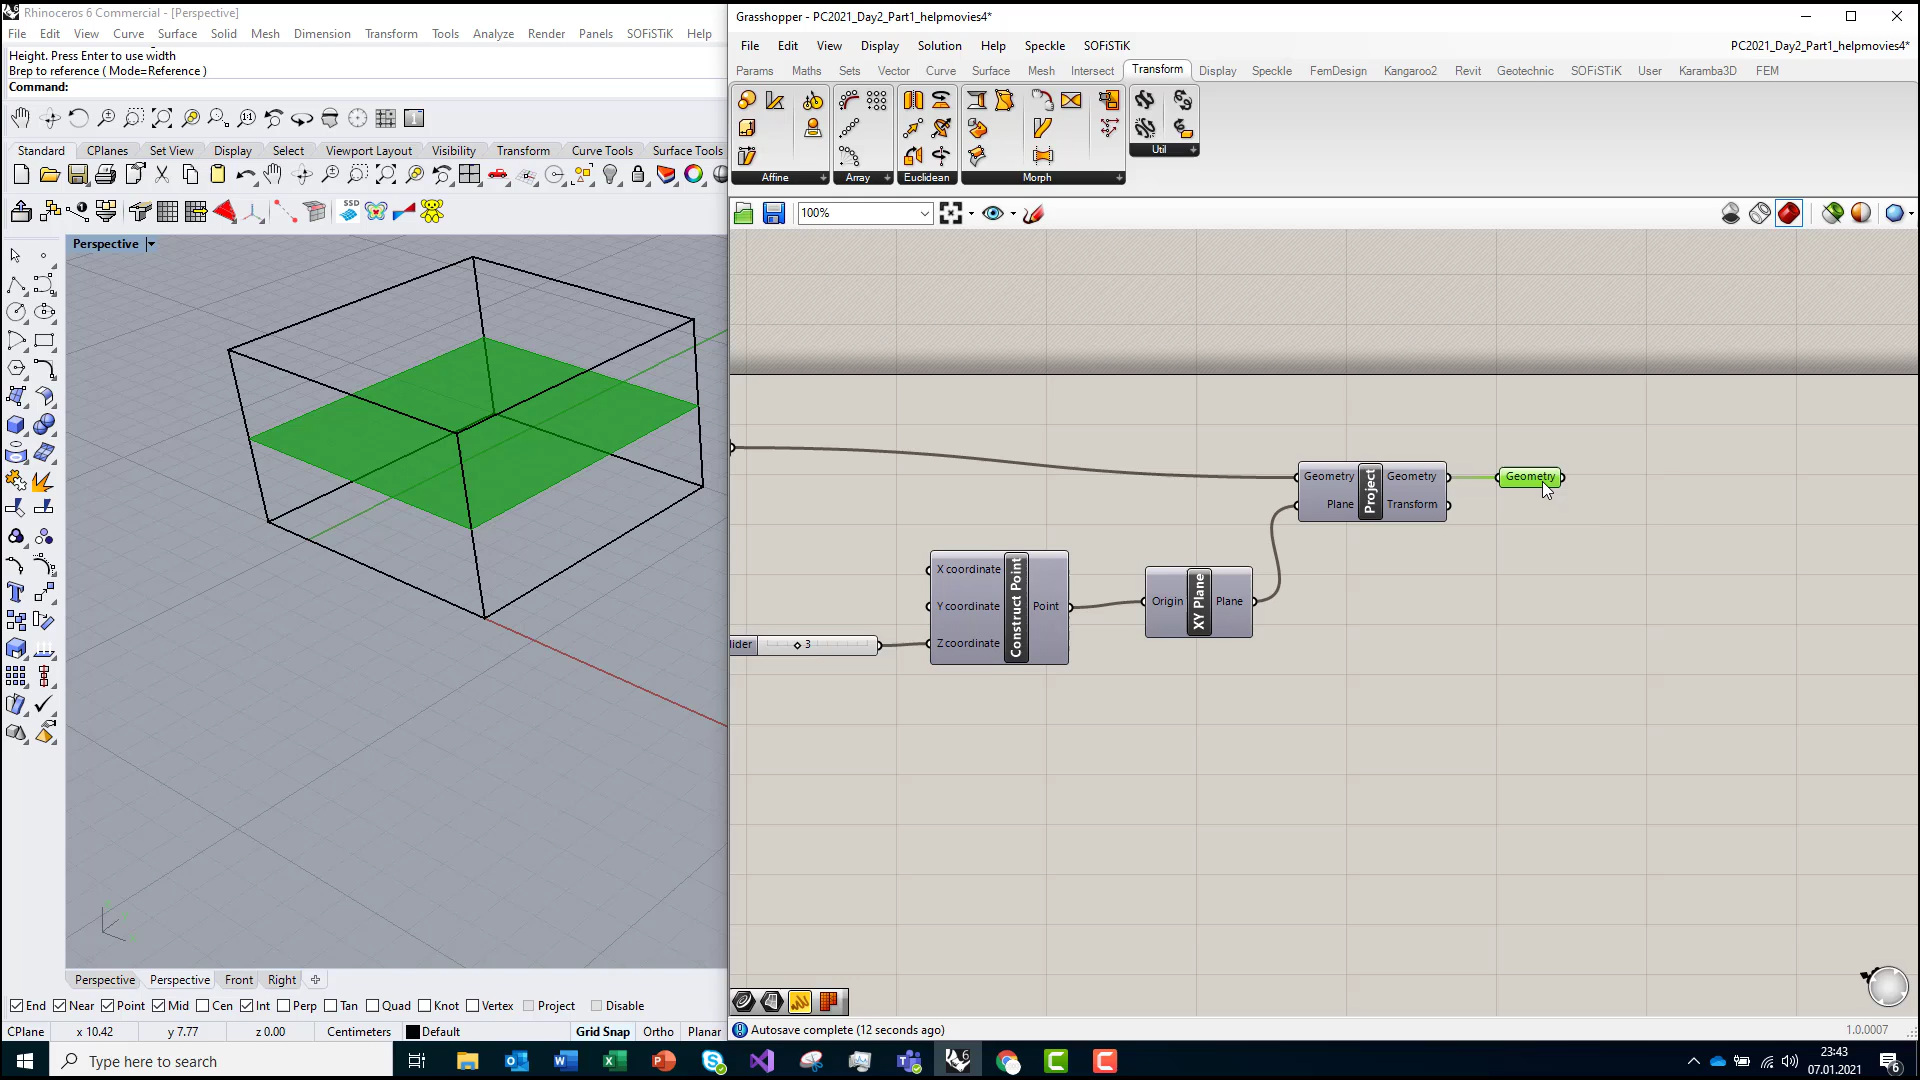 Rhinoceros 6 Commercial - [Perspective]
File Edit View Curve Surface Solid Mesh Dimension Transform Tools Analyze Render Panels SOFiSTiK Help
Height. Press Enter to use width
Brep to reference ( Mode=Reference )
Command:
Standard CPlanes Set View Display Select Viewport Layout Visibility Transform Curve Tools Surface Tools
SSD
Perspective
Perspective Perspective Front Right
End Near Point Mid Cen Int Perp Tan Quad Knot Vertex Project Disable
CPlane x 10.42 y 7.77 z 0.00 Centimeters Default Grid Snap Ortho Planar
Grasshopper - PC2021_Day2_Part1_helpmovies4*
File Edit View Display Solution Help Speckle SOFiSTiK
PC2021_Day2_Part1_helpmovies4*
Params Maths Sets Vector Curve Surface Mesh Intersect Transform Display Speckle FemDesign Kangaroo2 Revit Geotechnic SOFiSTiK User Karamba3D FEM
Affine Array Euclidean Morph Util
100%
Geometry Project Geometry
Plane Transform
Geometry
X coordinate
Y coordinate Construct Point Point
Z coordinate
Origin XY Plane Plane
lider 3
Autosave complete (12 seconds ago)
1.0.0007
Type here to search
23:43
07.01.2021
6